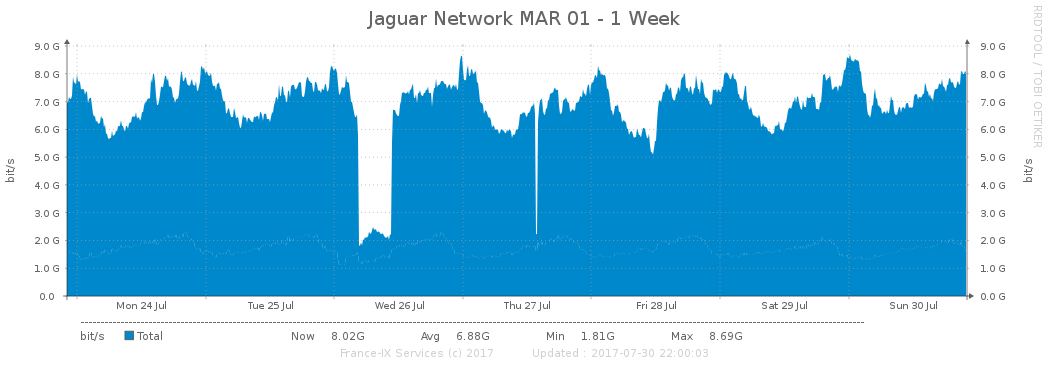 Jaguar Network MAR 01 - 1 Week
RRDTOOL / TOBI OETIKER
bit/s
9.0 G 9.0 G
8.0 G 8.0 G
7.0 G 7.0 G
6.0 G 6.0 G
5.0 G 5.0 G
4.0 G 4.0 G
3.0 G 3.0 G
2.0 G 2.0 G
1.0 G 1.0 G
0.0 0.0 G
bit/s
Mon 24 Jul Tue 25 Jul Wed 26 Jul Thu 27 Jul Fri 28 Jul Sat 29 Jul Sun 30 Jul
bit/s Total Now 8.02G Avg 6.88G Min 1.81G Max 8.69G
France-IX Services (c) 2017 Updated : 2017-07-30 22:00:03